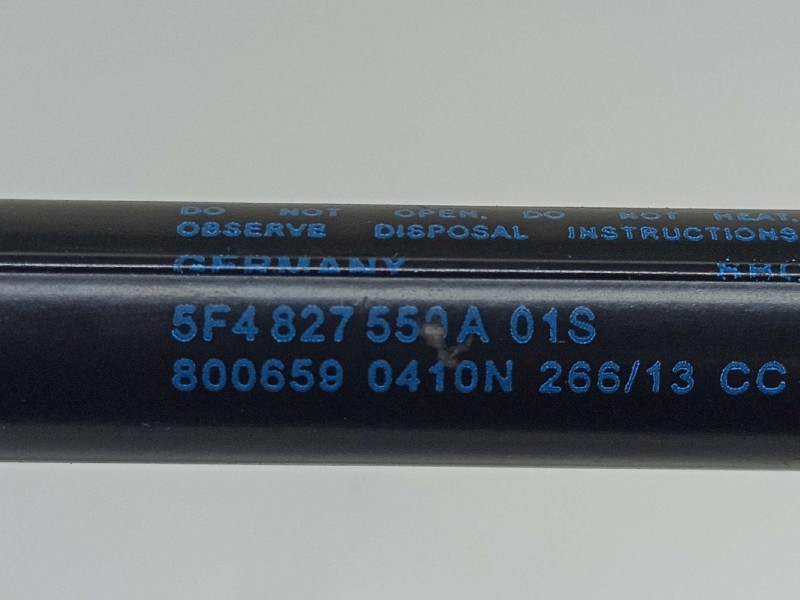 DO NOT OPEN. DO NOT HEAT.
OBSERVE DISPOSAL INSTRUCTIONS
GERMANY
5F4 827 550A 01S
800659 0410N 266/13 CC